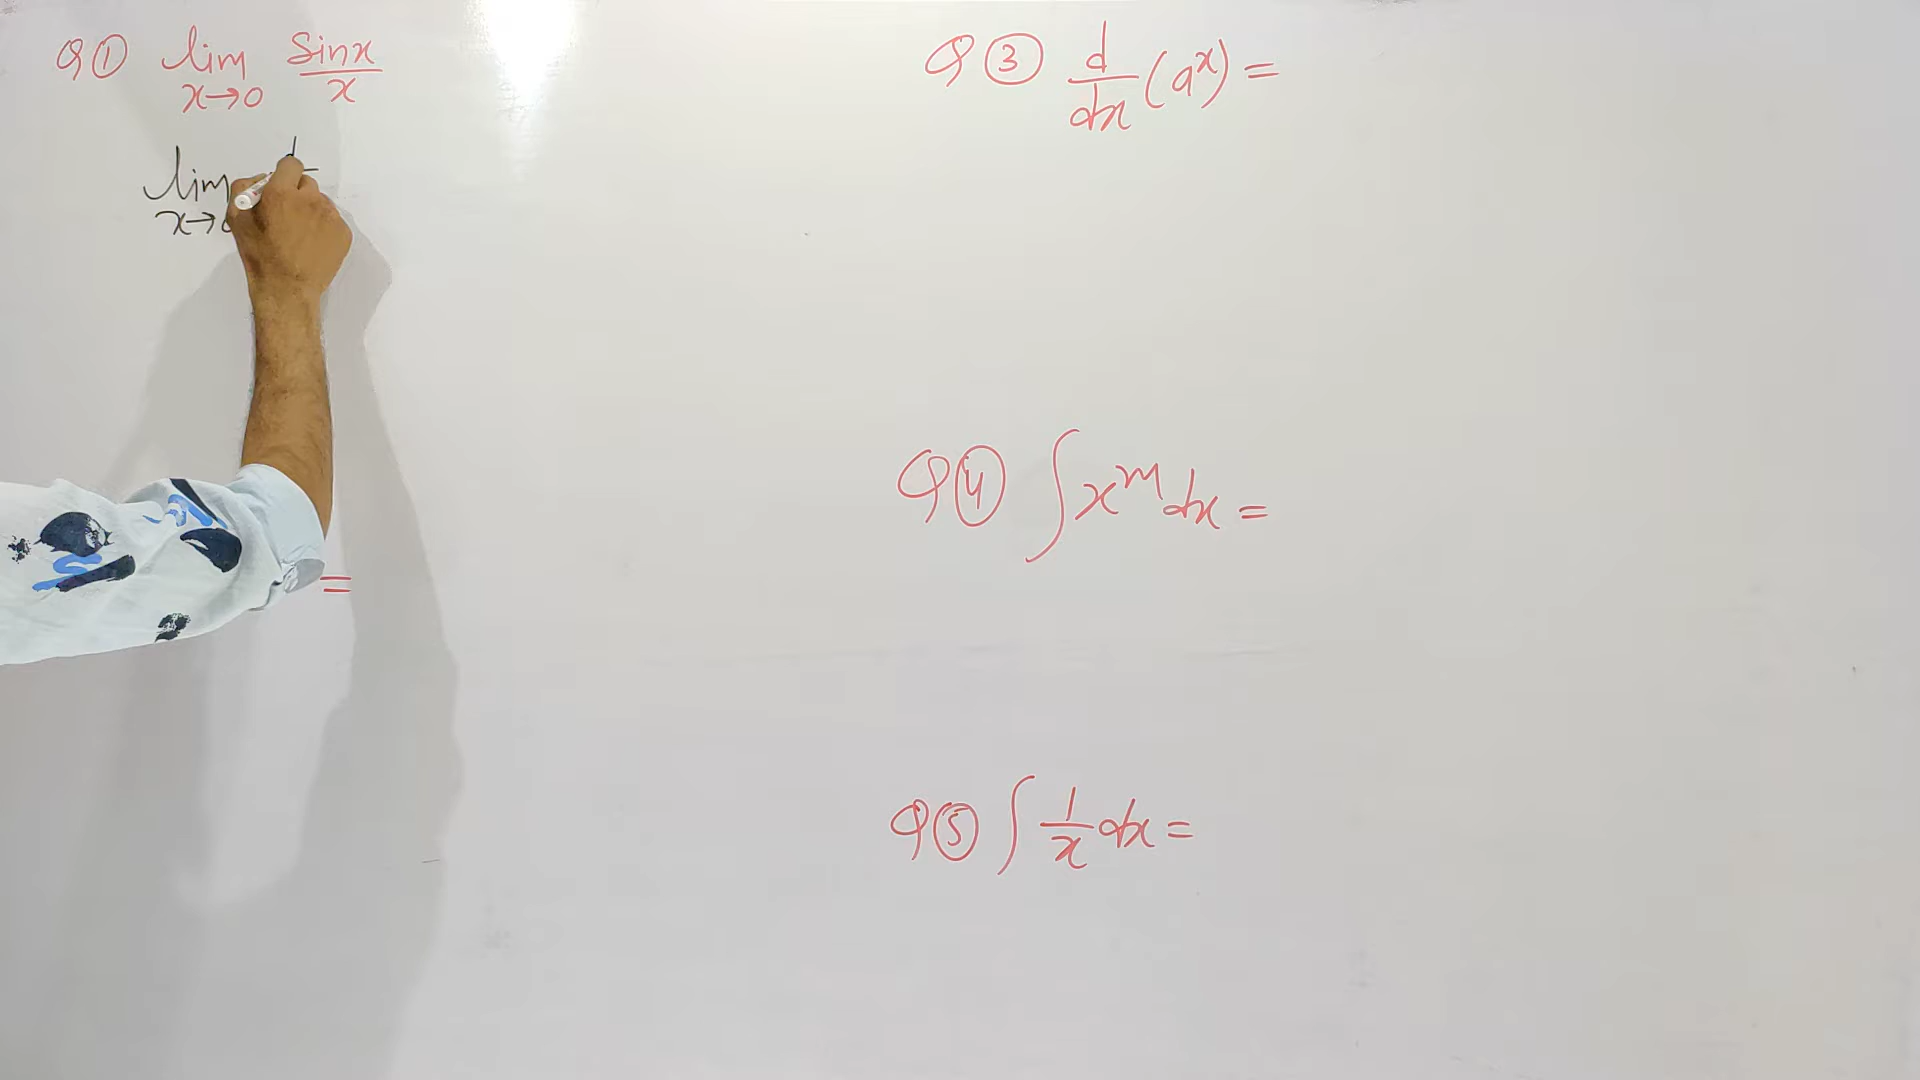 Q① lim sinx/x
x→0
lim
x→
=
Q③ d/dx (a^x) =
Q④ ∫x^m dx =
Q⑤ ∫1/x dx =